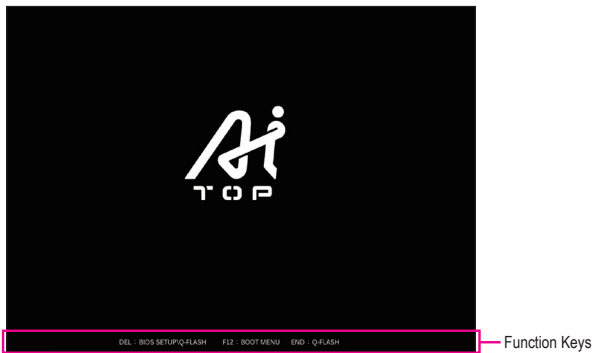 Ai
TOP
DEL : BIOS SETUP\Q-FLASH F12 : BOOT MENU END : Q-FLASH
Function Keys